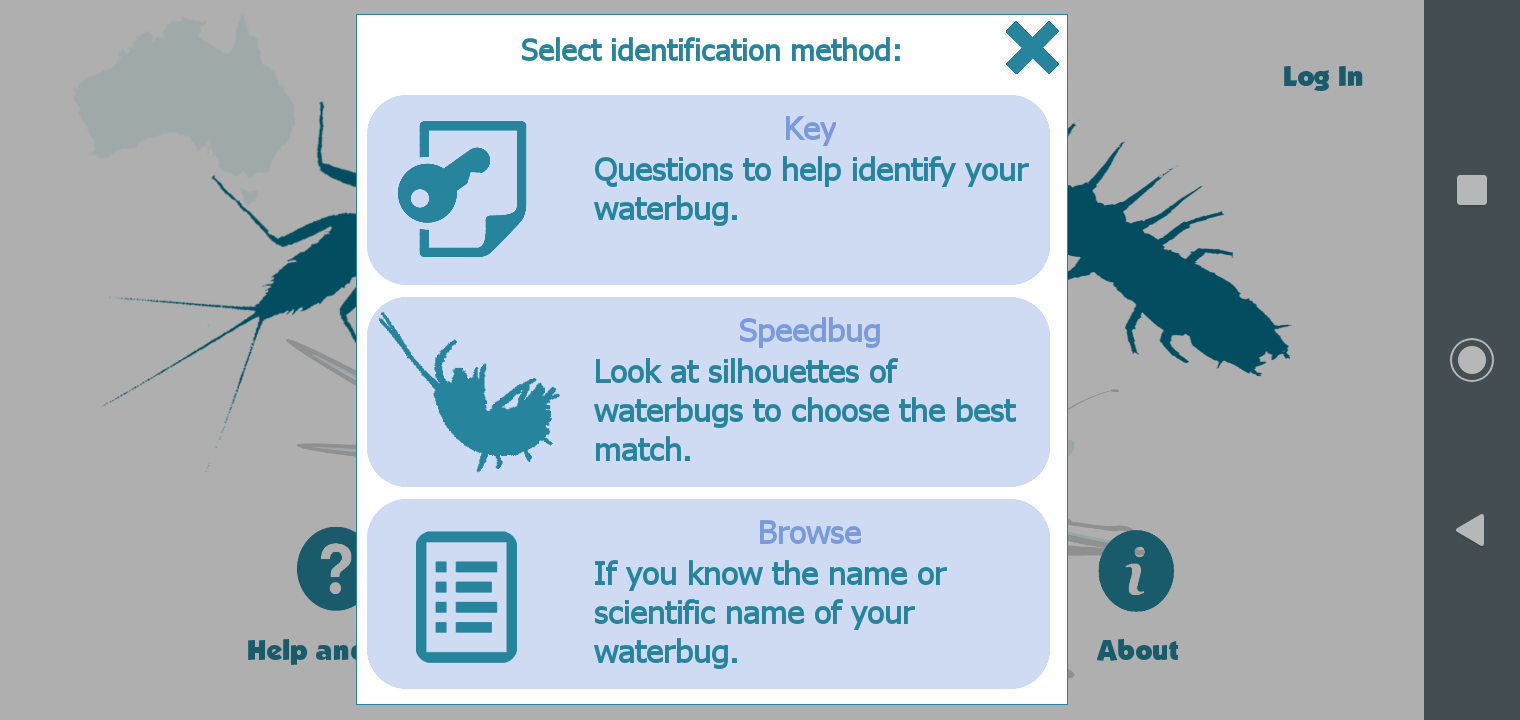 Select identification method:
Log In
Key
Questions to help identify your
waterbug.
Speedbug
Look at silhouettes of
waterbugs to choose the best
match.
Browse
If you know the name or
scientific name of your
waterbug.
?
i
Help and
About